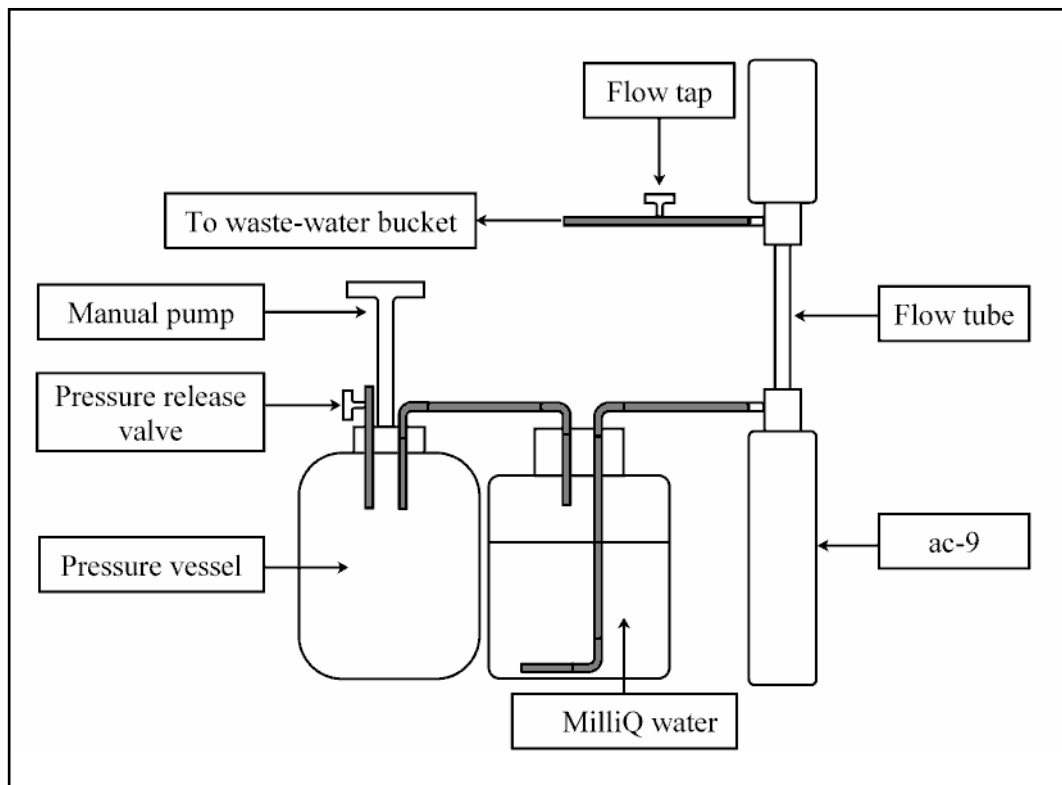 Flow tap
To waste-water bucket
Manual pump
Flow tube
Pressure release
valve
Pressure vessel
ac-9
MilliQ water